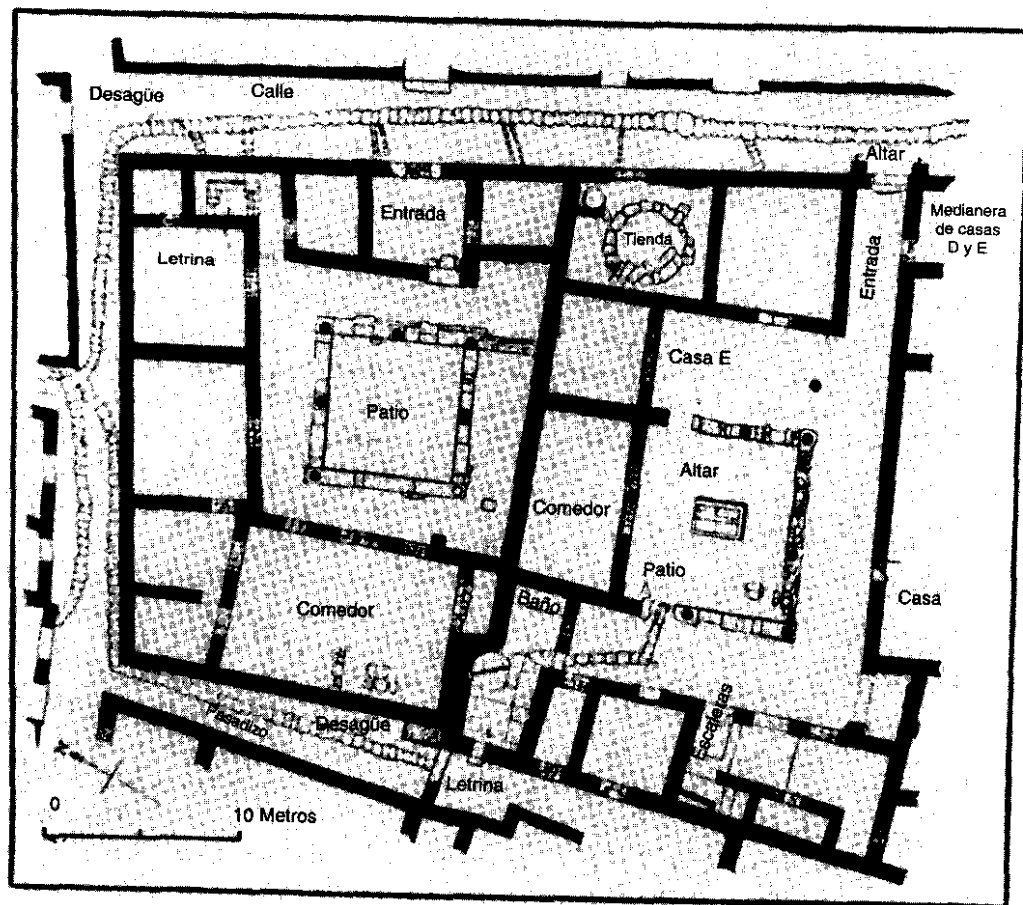 Desagüe
Calle
Altar
Medianera
de casas
D y E
Entrada
Entrada
Letrina
Tienda
Casa E
Patio
Altar
Comedor
Patio
Baño
Casa
Comedor
Escaleras
Pasadizo
Desagüe
Letrina
0
10 Metros